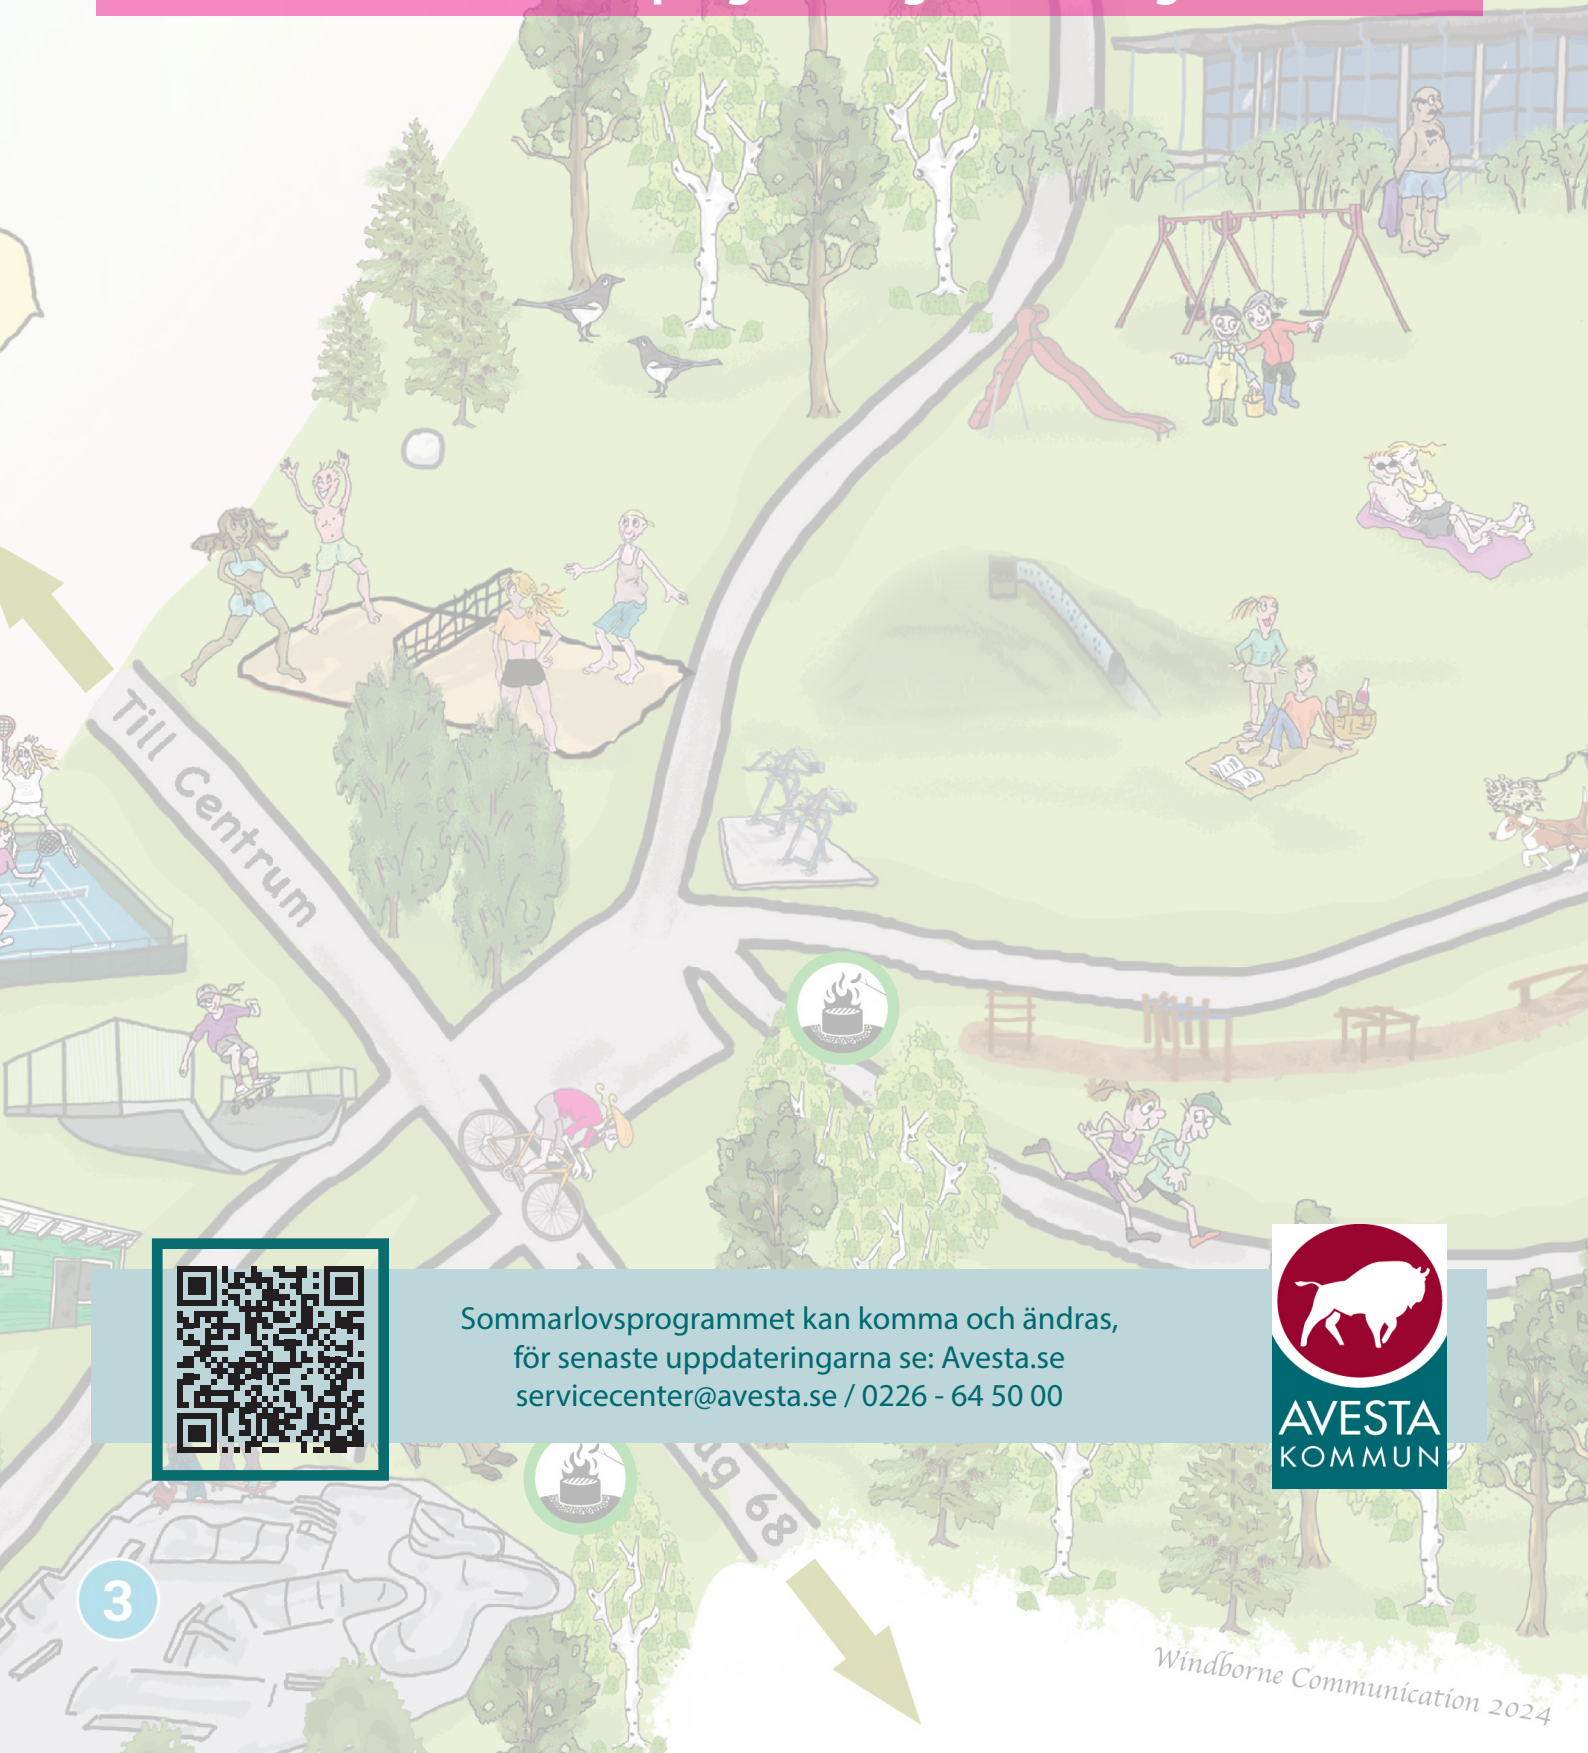 Till Centrum
Sommarlovsprogrammet kan komma och ändras,
för senaste uppdateringarna se: Avesta.se
servicecenter@avesta.se / 0226 - 64 50 00
AVESTA
KOMMUN
68
3
Windborne Communication 2024